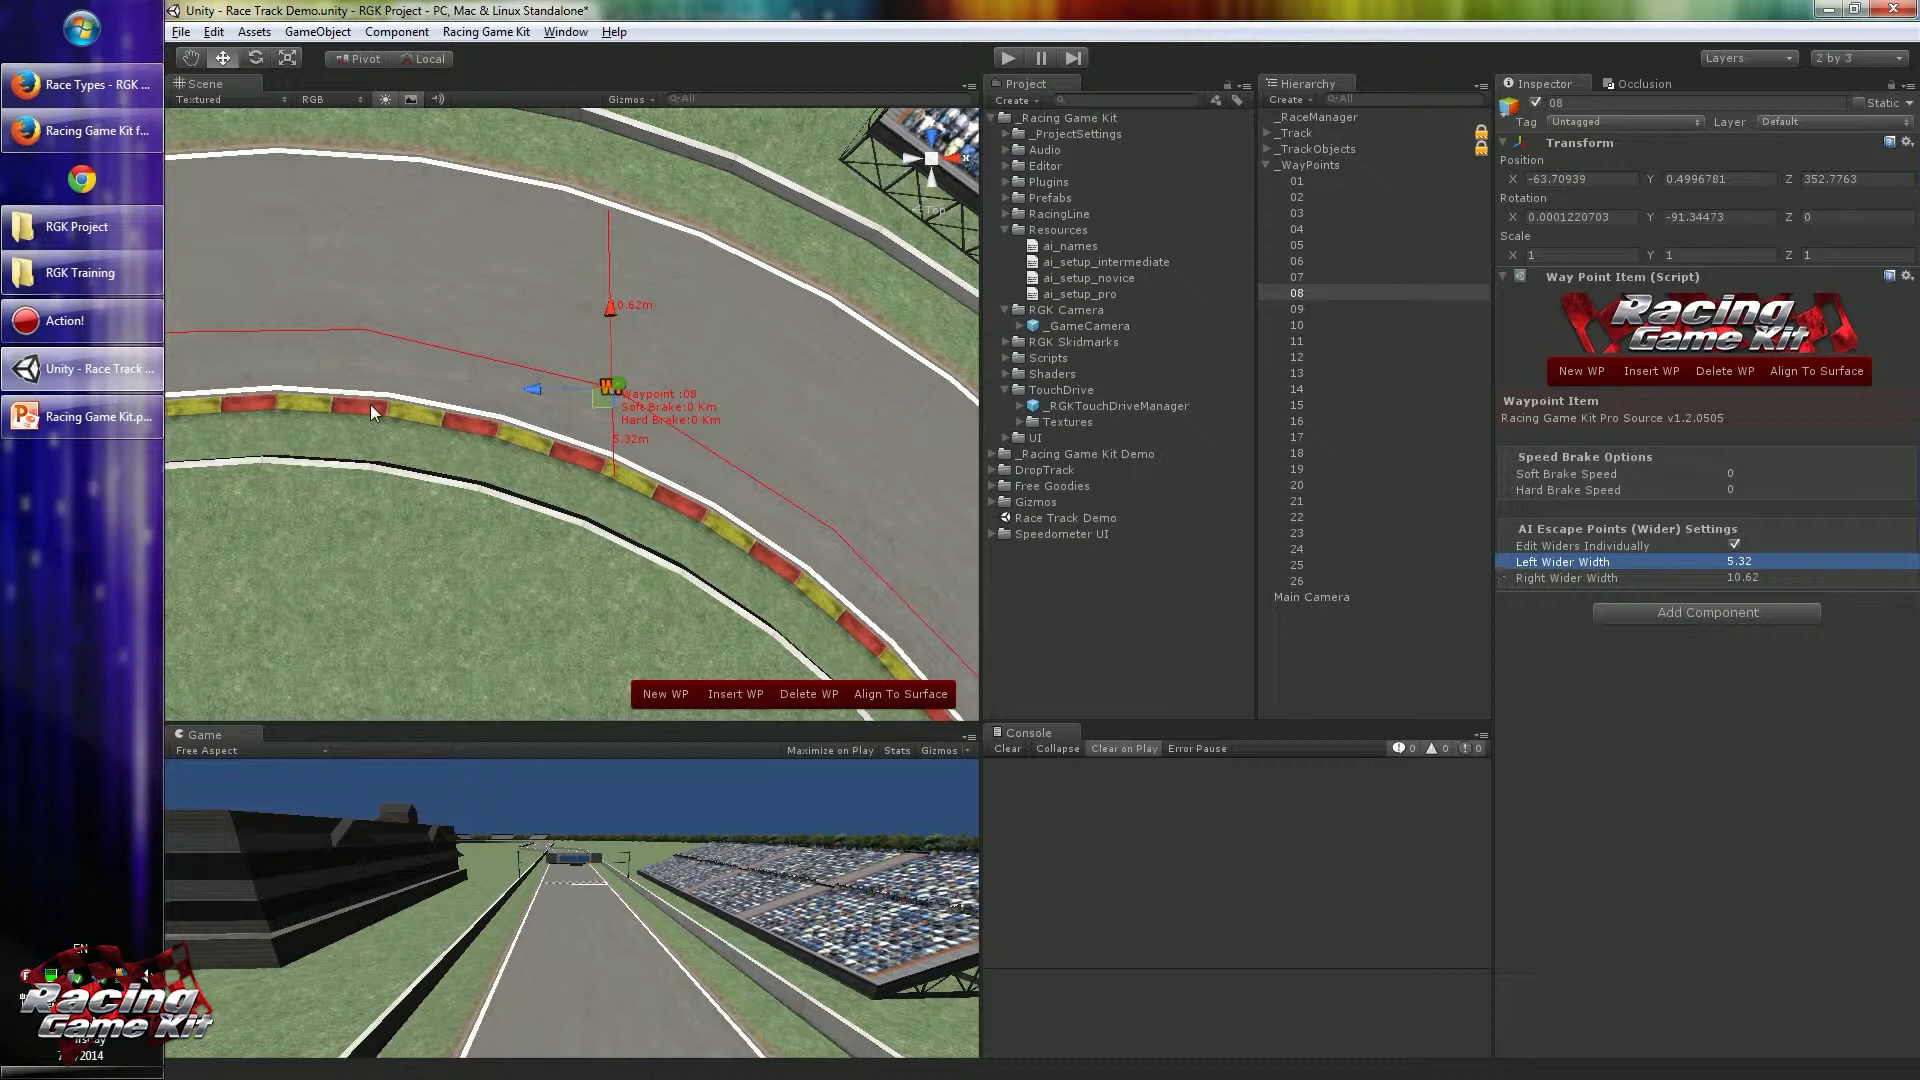 Unity - Race Track Demo.unity - RGK Project - PC, Mac & Linux Standalone*
File Edit Assets GameObject Component Racing Game Kit Window Help
Pivot Local
Layers
2 by 3
Race Types - RGK ...
Racing Game Kit f...
RGK Project
RGK Training
Action!
Unity - Race Track ...
Racing Game Kit.p...
EN
Racing
Game Kit
Scene
Textured RGB Gizmos All
Top
10.62m
Waypoint :08
Soft Brake:0 Km
Hard Brake:0 Km
5.32m
New WP Insert WP Delete WP Align To Surface
Game
Free Aspect Maximize on Play Stats Gizmos
Project
Create
_Racing Game Kit
_ProjectSettings
Audio
Editor
Plugins
Prefabs
RacingLine
Resources
ai_names
ai_setup_intermediate
ai_setup_novice
ai_setup_pro
RGK Camera
_GameCamera
RGK Skidmarks
Scripts
Shaders
TouchDrive
_RGKTouchDriveManager
Textures
UI
_Racing Game Kit Demo
DropTrack
Free Goodies
Gizmos
Race Track Demo
Speedometer UI
Hierarchy
Create All
_RaceManager
_Track
_TrackObjects
_WayPoints
01
02
03
04
05
06
07
08
09
10
11
12
13
14
15
16
17
18
19
20
21
22
23
24
25
26
Main Camera
Console
Clear Collapse Clear on Play Error Pause 0 0 0
Inspector Occlusion
08 Static
Tag Untagged Layer Default
Transform
Position
X -63.70939 Y 0.4996781 Z 352.7763
Rotation
X 0.0001220703 Y -91.34473 Z 0
Scale
X 1 Y 1 Z 1
Way Point Item (Script)
Racing
Game Kit
New WP Insert WP Delete WP Align To Surface
Waypoint Item
Racing Game Kit Pro Source v1.2.0505
Speed Brake Options
Soft Brake Speed 0
Hard Brake Speed 0
AI Escape Points (Wider) Settings
Edit Widers Individually
Left Wider Width 5.32
Right Wider Width 10.62
Add Component